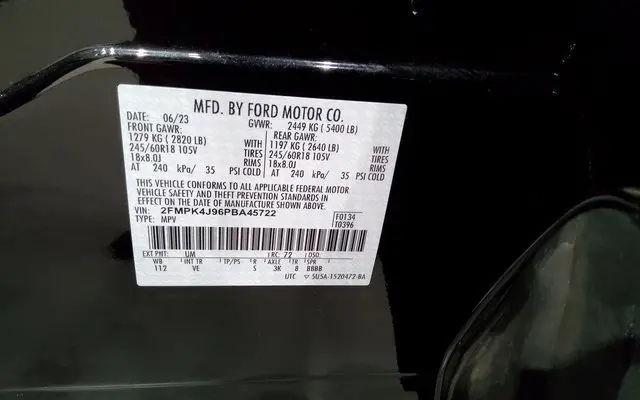 MFD. BY FORD MOTOR CO.
DATE: 06/23 GVWR: 2449 KG ( 5400 LB)
FRONT GAWR: REAR GAWR:
1279 KG ( 2820 LB) WITH 1197 KG ( 2640 LB) WITH
245/60R18 105V TIRES 245/60R18 105V TIRES
18x8.0J RIMS 18x8.0J RIMS
AT 240 kPa/ 35 PSI COLD AT 240 kPa/ 35 PSI COLD
THIS VEHICLE CONFORMS TO ALL APPLICABLE FEDERAL MOTOR
VEHICLE SAFETY AND THEFT PREVENTION STANDARDS IN
EFFECT ON THE DATE OF MANUFACTURE SHOWN ABOVE.
VIN: 2FMPK4J96PBA45722 F0134
TYPE: MPV T0396
EXT PNT: UM RC: 72 DSO:
WB INT TR TP/PS R AXLE TR SPR
112 VE S 3K 8 BBBB
UTC ▽ 5U5A-1520472-BA